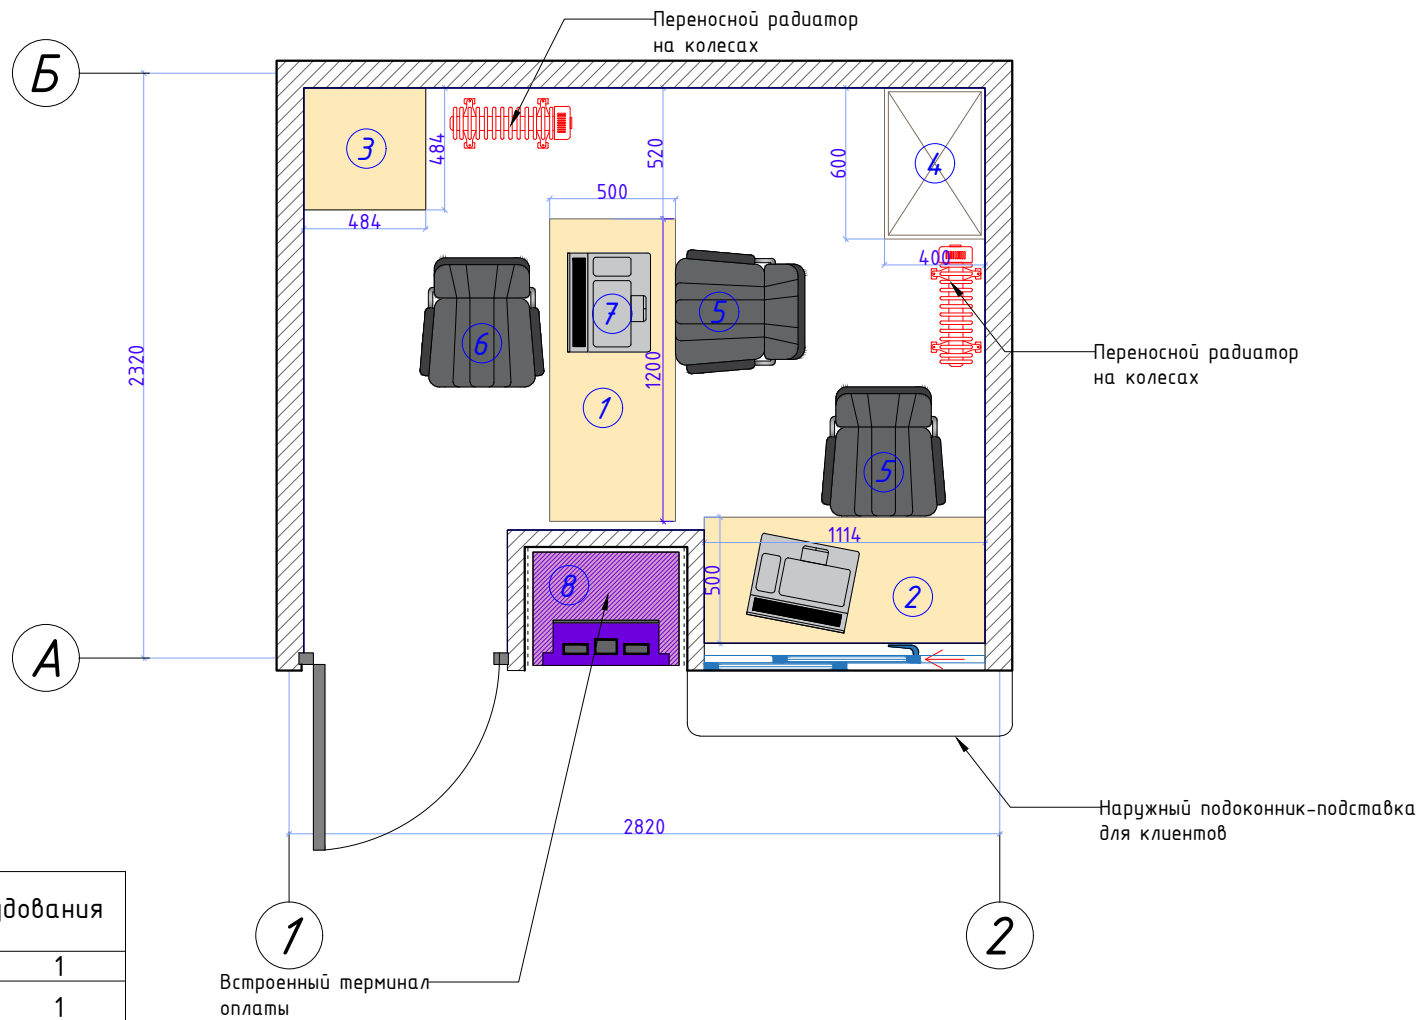 Переносной радиатор
на колесах
Б
3
484
484
520
500
600
4
400
7
5
6
1200
1
2320
Переносной радиатор
на колесах
5
1114
500
8
2
А
2820
Наружный подоконник-подставка
для клиентов
1
2
дования
1
1
Встроенный терминал
оплаты